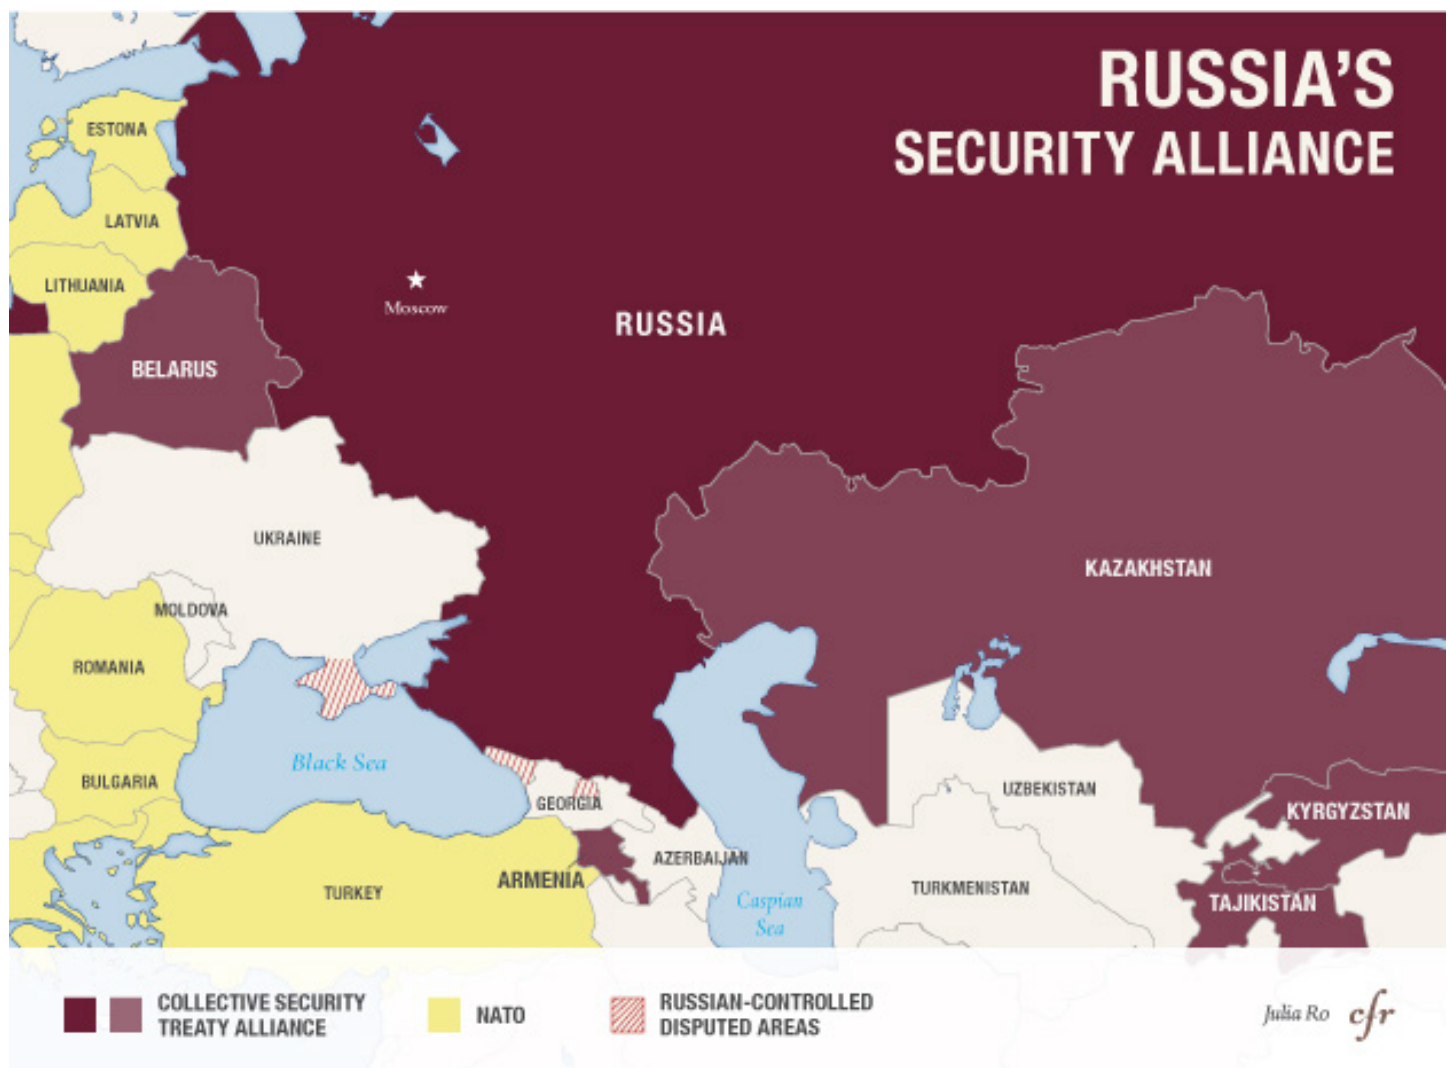 RUSSIA'S
SECURITY ALLIANCE
ESTONA
LATVIA
LITHUANIA
Moscow
RUSSIA
BELARUS
UKRAINE
KAZAKHSTAN
MOLDOVA
ROMANIA
Black Sea
BULGARIA
GEORGIA
UZBEKISTAN
KYRGYZSTAN
AZERBAIJAN
ARMENIA
TURKEY
TURKMENISTAN
TAJIKISTAN
Caspian
Sea
COLLECTIVE SECURITY
TREATY ALLIANCE
NATO
RUSSIAN-CONTROLLED
DISPUTED AREAS
Julia Ro
cfr